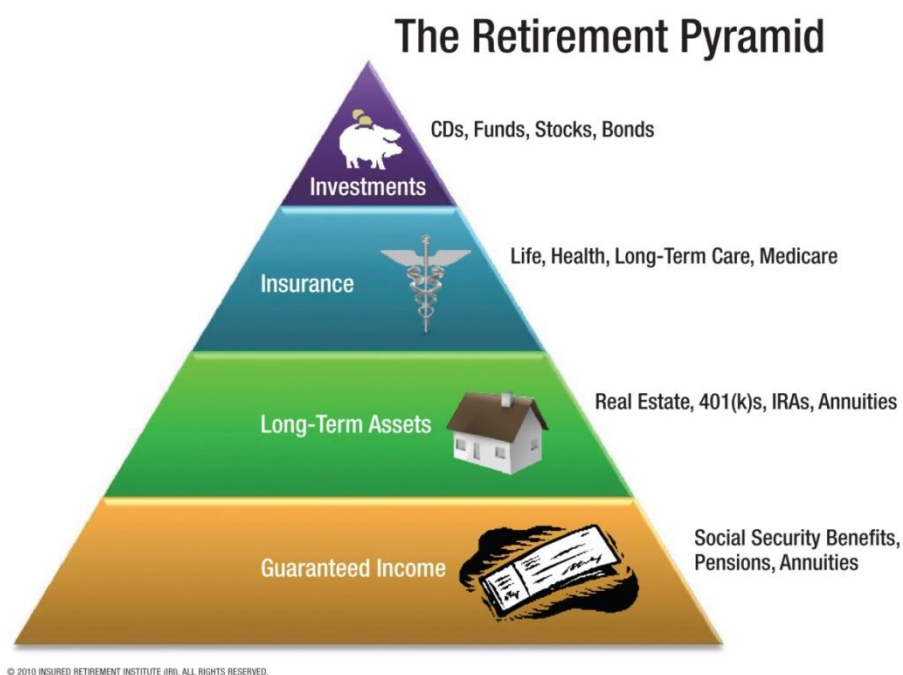 The Retirement Pyramid
CDs, Funds, Stocks, Bonds
Investments
Life, Health, Long-Term Care, Medicare
Insurance
Real Estate, 401(k)s, IRAs, Annuities
Long-Term Assets
Social Security Benefits,
Pensions, Annuities
Guaranteed Income
© 2010 INSURED RETIREMENT INSTITUTE (IRI). ALL RIGHTS RESERVED.